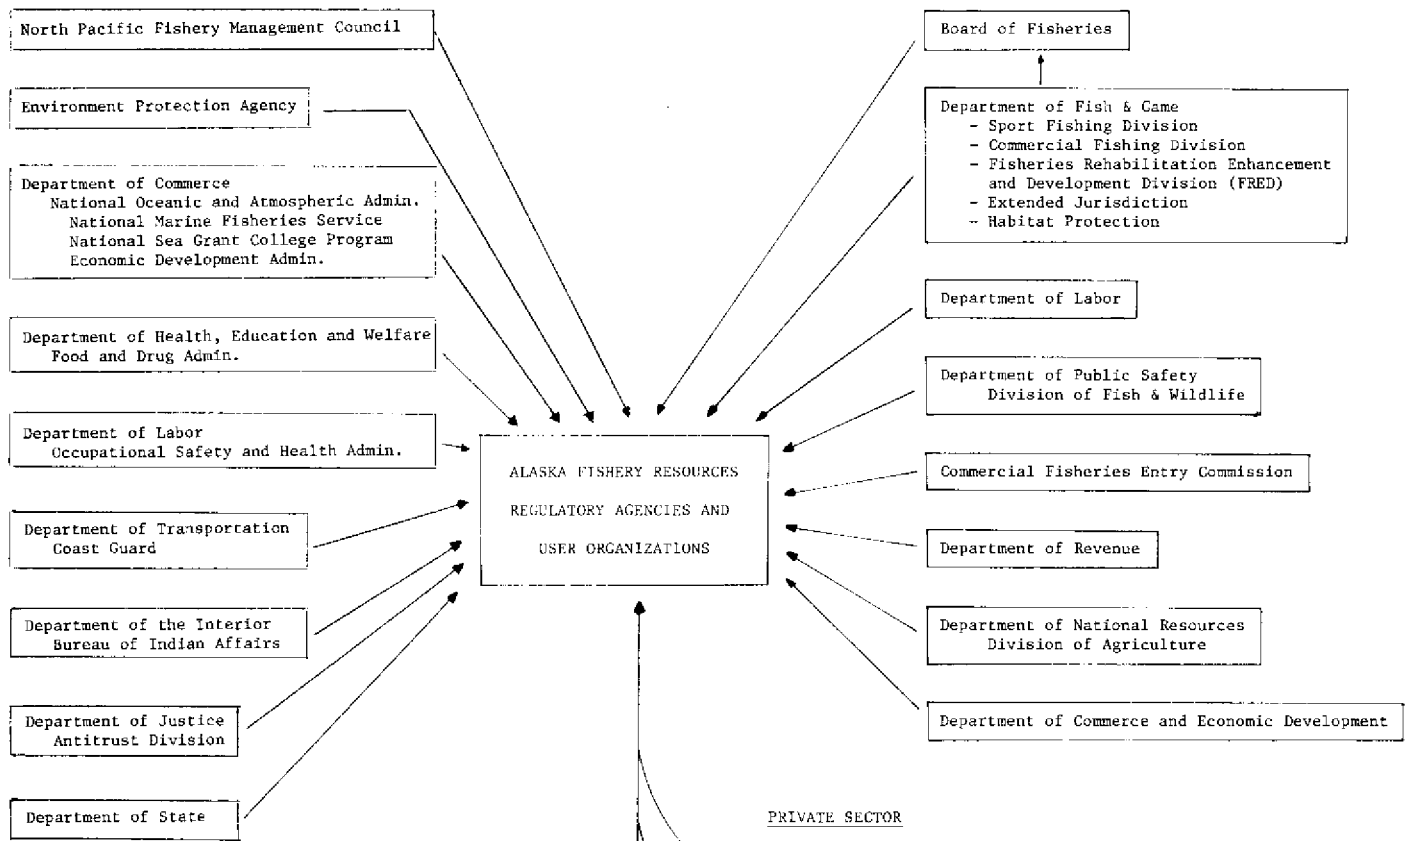 North Pacific Fishery Management Council
Environment Protection Agency
Department of Commerce
National Oceanic and Atmospheric Admin.
National Marine Fisheries Service
National Sea Grant College Program
Economic Development Admin.
Department of Health, Education and Welfare
Food and Drug Admin.
Department of Labor
Occupational Safety and Health Admin.
Department of Transportation
Coast Guard
Department of the Interior
Bureau of Indian Affairs
Department of Justice
Antitrust Division
Department of State
ALASKA FISHERY RESOURCES
REGULATORY AGENCIES AND
USER ORGANIZATIONS
Board of Fisheries
Department of Fish & Game
- Sport Fishing Division
- Commercial Fishing Division
- Fisheries Rehabilitation Enhancement
and Development Division (FRED)
- Extended Jurisdiction
- Habitat Protection
Department of Labor
Department of Public Safety
Division of Fish & Wildlife
Commercial Fisheries Entry Commission
Department of Revenue
Department of National Resources
Division of Agriculture
Department of Commerce and Economic Development
PRIVATE SECTOR